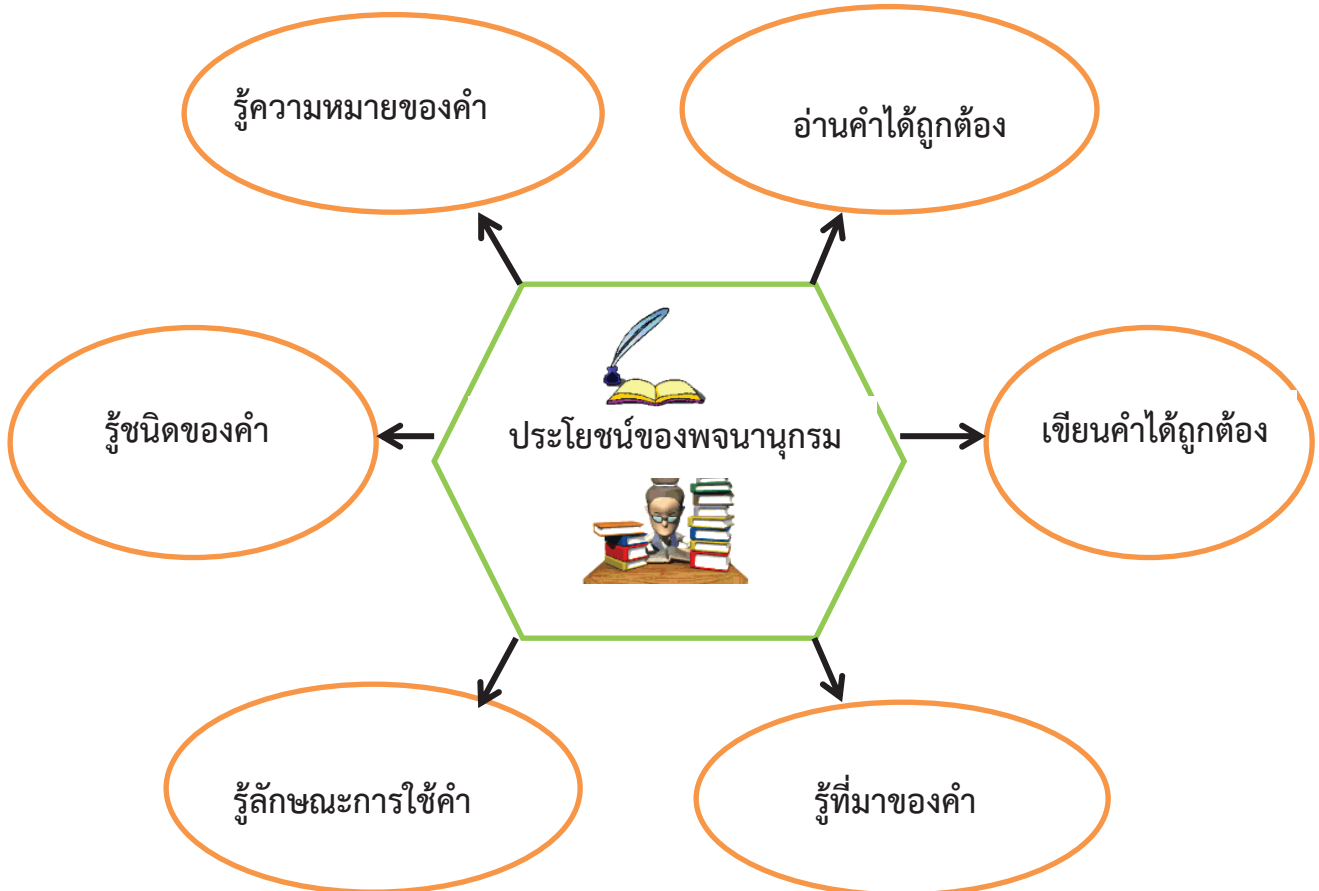 รู้ความหมายของคำ
อ่านคำได้ถูกต้อง
รู้ชนิดของคำ
ประโยชน์ของพจนานุกรม
เขียนคำได้ถูกต้อง
รู้ลักษณะการใช้คำ
รู้ที่มาของคำ